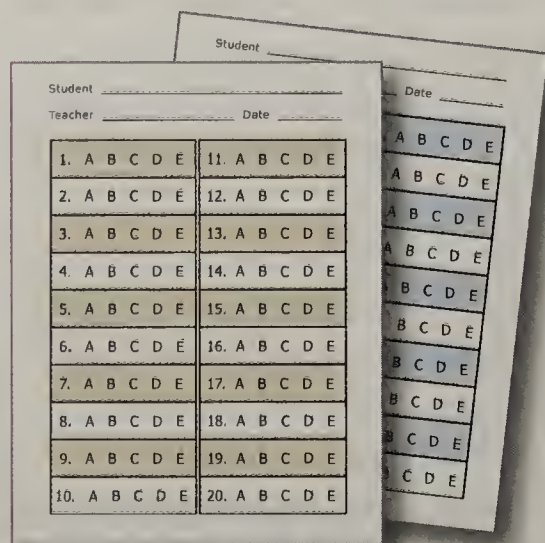 Student
Teacher Date
1. A B C D E
2. A B C D E
3. A B C D E
4. A B C D E
5. A B C D E
6. A B C D E
7. A B C D E
8. A B C D E
9. A B C D E
10. A B C D E
11. A B C D E
12. A B C D E
13. A B C D E
14. A B C D E
15. A B C D E
16. A B C D E
17. A B C D E
18. A B C D E
19. A B C D E
20. A B C D E
Student
Date
A B C D E
A B C D E
A B C D E
A B C D E
B C D E
B C D E
B C D E
B C D E
B C D E
C D E